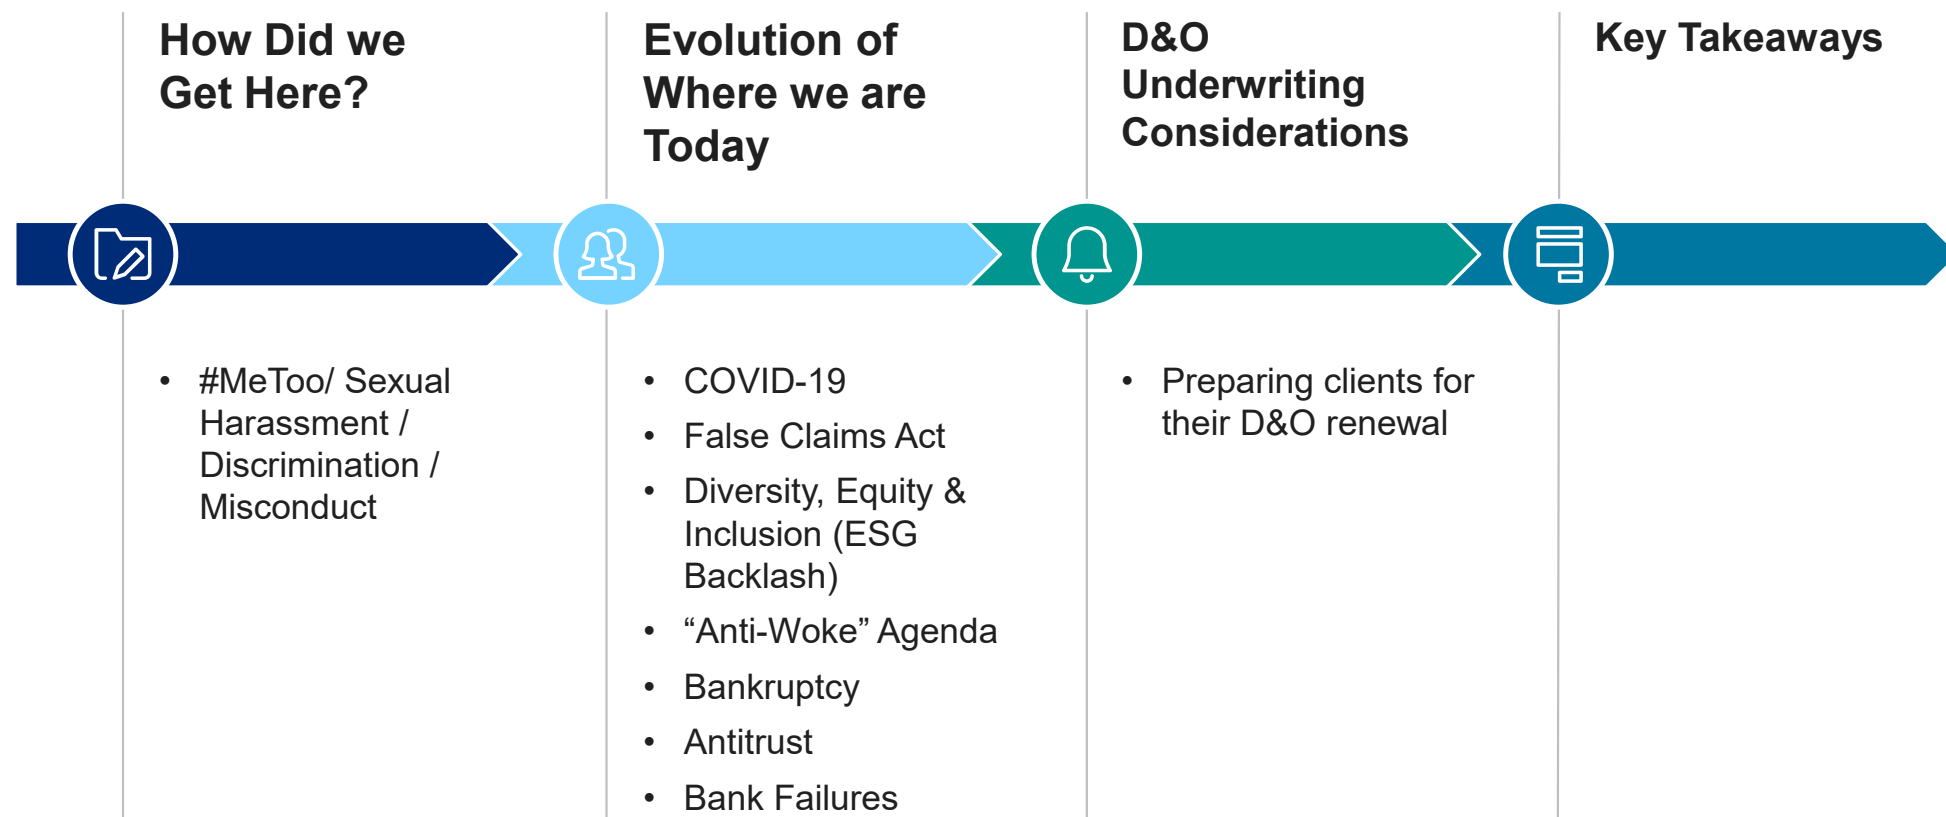 How Did we
Get Here?
• #MeToo/ Sexual
Harassment /
Discrimination /
Misconduct
Evolution of
Where we are
Today
• COVID-19
• False Claims Act
• Diversity, Equity &
Inclusion (ESG
Backlash)
• “Anti-Woke” Agenda
• Bankruptcy
• Antitrust
• Bank Failures
D&O
Underwriting
Considerations
• Preparing clients for
their D&O renewal
Key Takeaways